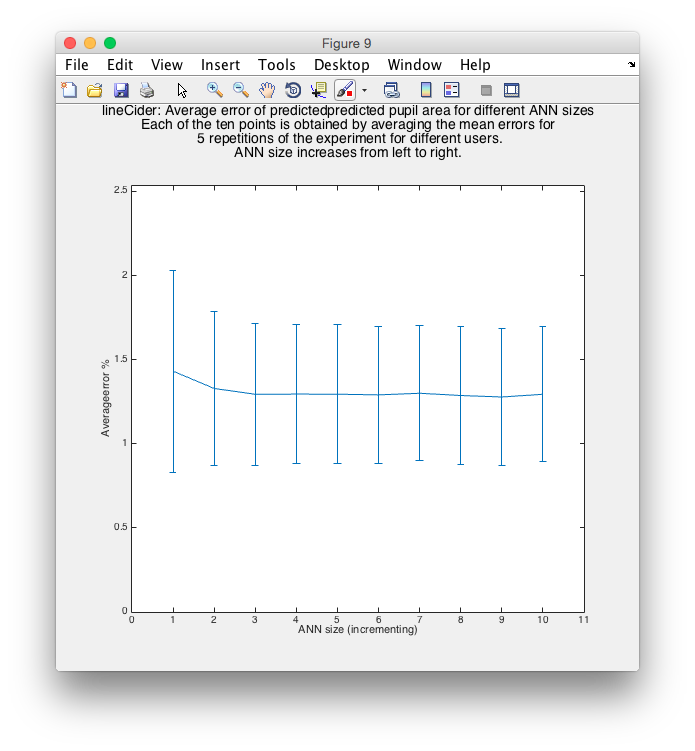 Figure 9
File Edit View Insert Tools Desktop Window Help
lineCider: Average error of predictedpredicted pupil area for different ANN sizes
Each of the ten points is obtained by averaging the mean errors for
5 repetitions of the experiment for different users.
ANN size increases from left to right.
2.5
2
1.5
1
0.5
0
Averageerror %
0 1 2 3 4 5 6 7 8 9 10 11
ANN size (incrementing)